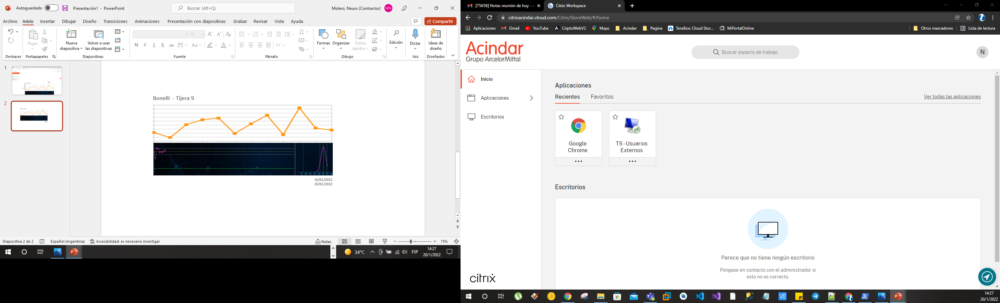 Autoguardado
Presentación1 - PowerPoint
Buscar (Alt+Q)
Molero, Neuro (Contractor)
MN
Archivo Inicio Insertar Dibujar Diseño Transiciones Animaciones Presentación con diapositivas Grabar Revisar Vista Ayuda
Compartir
Pegar
Nueva diapositiva
Volver a usar las diapositivas
11
N K S S ab AV Aa A
Formas
Organizar
Estilos rápidos
Edición
Dictar
Ideas de diseño
Deshacer Portapapeles Diapositivas Fuente Párrafo Dibujo Voz Diseñador
1
2
Bonelli - Tijera 9
10/01/2022
15/01/2022
Diapositiva 2 de 2 Español (Argentina) Accesibilidad: es necesario investigar Notas 75%
34°C ESP 14:27
20/1/2022
[7565B] Notas reunión de hoy -
Citrix Workspace
citrixacindar.cloud.com/Citrix/StoreWeb/#/home
Aplicaciones Gmail YouTube CriptoWebV2 Maps Acindar Pagina TeraBox: Cloud Stor... MiPortalOnline Otros marcadores Lista de lectura
Acindar
Grupo ArcelorMittal
Buscar espacio de trabajo
N
Inicio
Aplicaciones
Escritorios
citrix
Aplicaciones
Recientes Favoritos Ver todas las aplicaciones
Google
Chrome
TS - Usuarios
Externos
Escritorios
Parece que no tiene ningún escritorio
Póngase en contacto con el administrador si
esto no es correcto.
14:27
20/1/2022